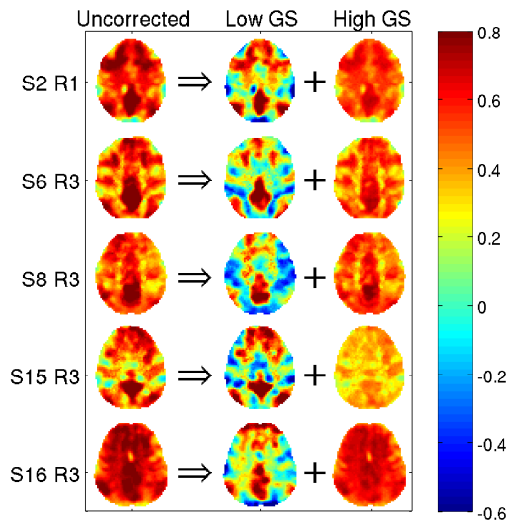 Uncorrected Low GS High GS
S2 R1 ⇒ +
S6 R3 ⇒ +
S8 R3 ⇒ +
S15 R3 ⇒ +
S16 R3 ⇒ +
0.8
0.6
0.4
0.2
0
-0.2
-0.4
-0.6